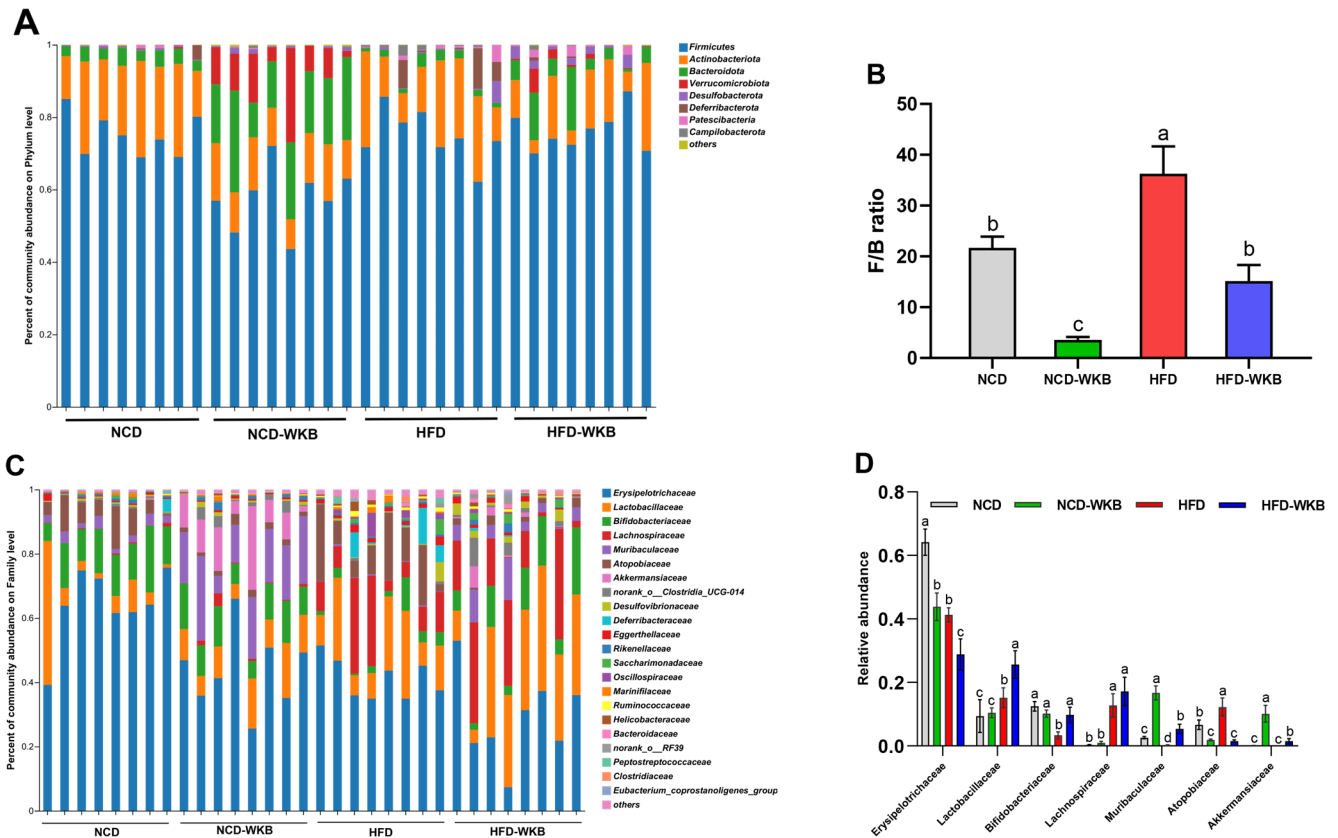 A
Percent of community abundance on Phylum level
1
0.8
0.6
0.4
0.2
0
NCD
NCD-WKB
HFD
HFD-WKB
Firmicutes
Actinobacteriota
Bacteroidota
Verrucomicrobiota
Desulfobacterota
Deferribacterota
Patescibacteria
Campilobacterota
others
B
F/B ratio
50
40
30
20
10
0
b
c
a
b
NCD
NCD-WKB
HFD
HFD-WKB
C
Percent of community abundance on Family level
1
0.8
0.6
0.4
0.2
0
NCD
NCD-WKB
HFD
HFD-WKB
Erysipelotrichaceae
Lactobacillaceae
Bifidobacteriaceae
Lachnospiraceae
Muribaculaceae
Atopobiaceae
Akkermansiaceae
norank_o__Clostridia_UCG-014
Desulfovibrionaceae
Deferribacteraceae
Eggerthellaceae
Rikenellaceae
Saccharimonadaceae
Oscillospiraceae
Marinifilaceae
Ruminococcaceae
Helicobacteraceae
Bacteroidaceae
norank_o__RF39
Peptostreptococcaceae
Clostridiaceae
Eubacterium_coprostanoligenes_group
others
D
Relative abundance
0.8
0.6
0.4
0.2
0.0
NCD
NCD-WKB
HFD
HFD-WKB
a b b c
c c b a
a a b a
b b a a
c a d b
b c a c
c a c b
Erysipelotrichaceae
Lactobacillaceae
Bifidobacteriaceae
Lachnospiraceae
Muribaculaceae
Atopobiaceae
Akkermansiaceae